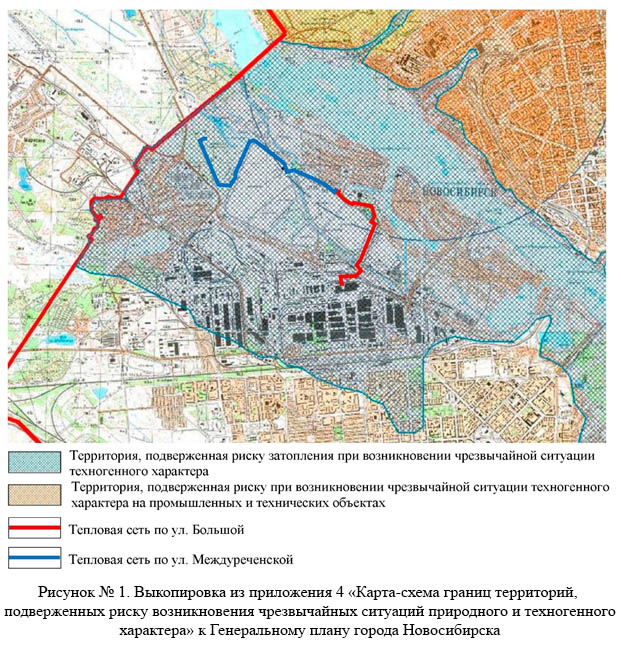 НОВОСИБИРСК
Территория, подверженная риску затопления при возникновении чрезвычайной ситуации
техногенного характера
Территория, подверженная риску при возникновении чрезвычайной ситуации техногенного
характера на промышленных и технических объектах
Тепловая сеть по ул. Большой
Тепловая сеть по ул. Междуреченской
Рисунок № 1. Выкопировка из приложения 4 «Карта-схема границ территорий,
подверженных риску возникновения чрезвычайных ситуаций природного и техногенного
характера» к Генеральному плану города Новосибирска